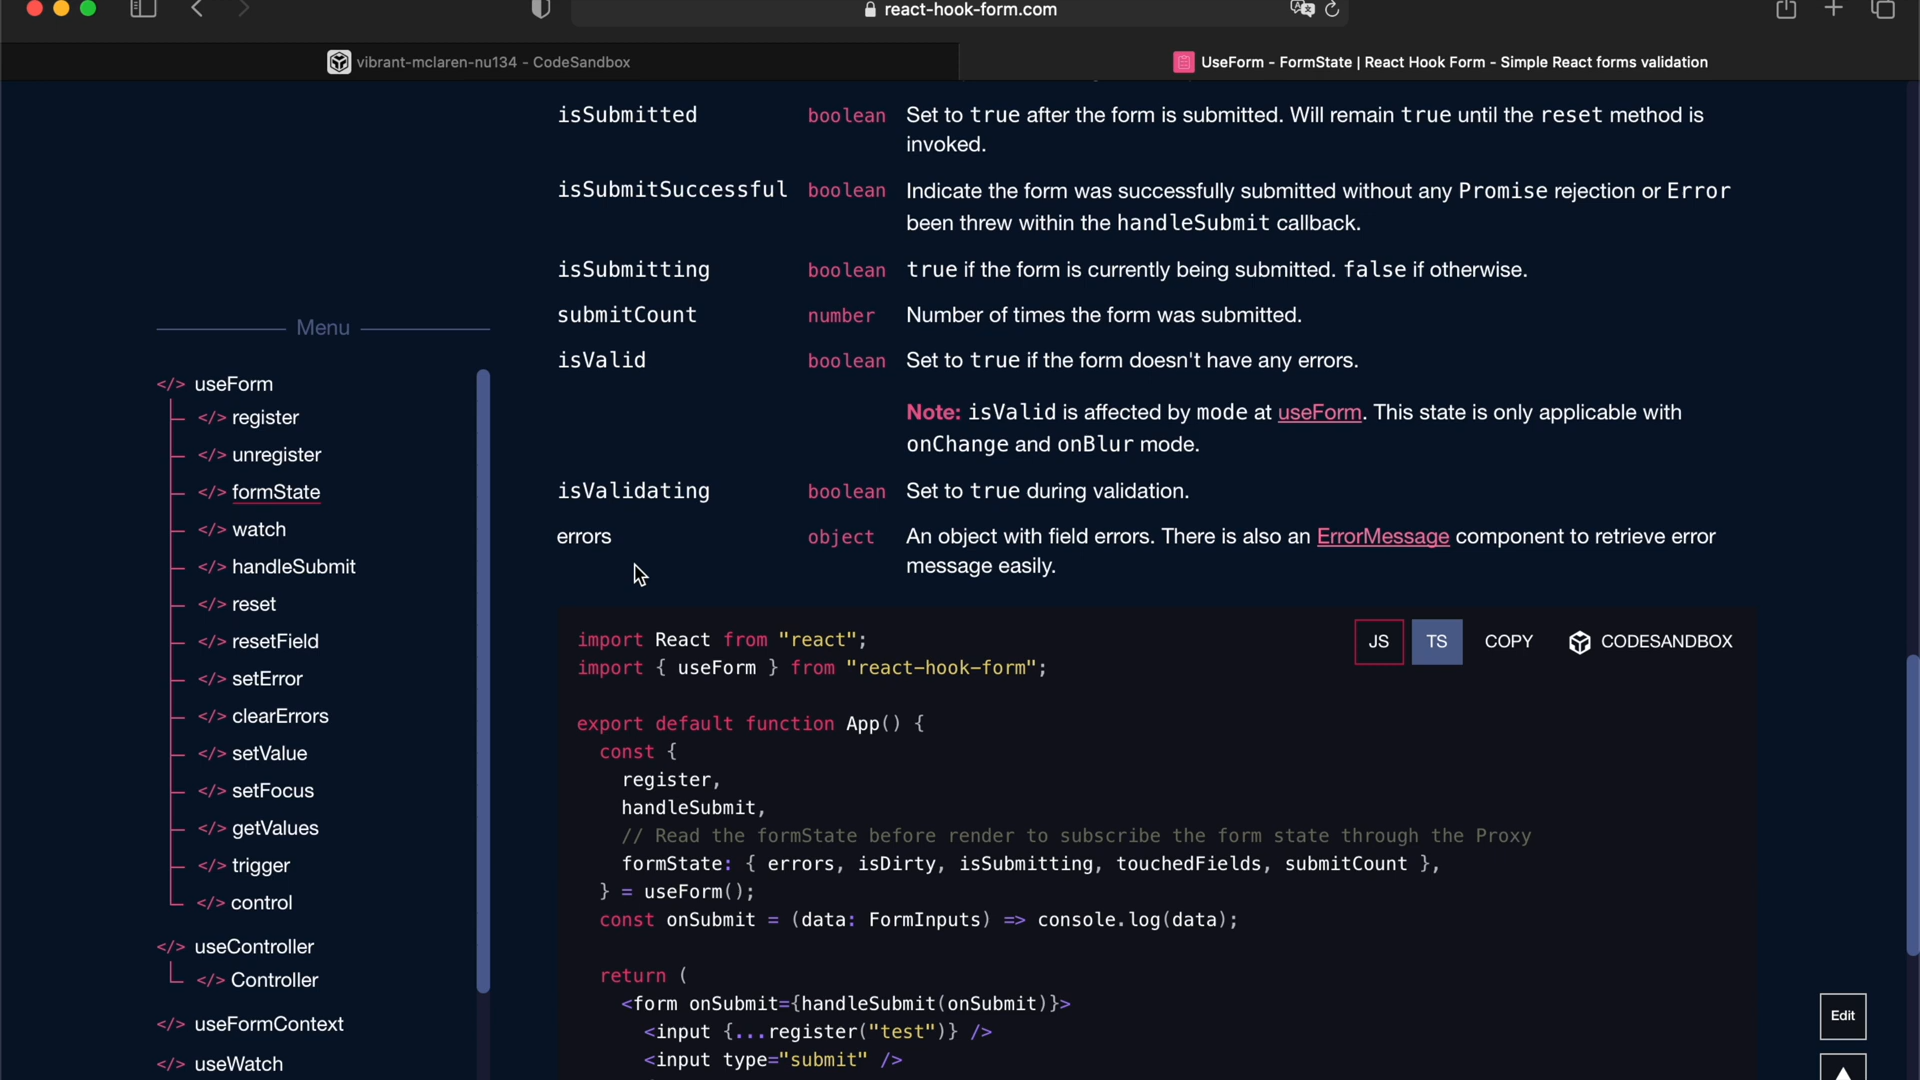 react-hook-form.com
vibrant-mclaren-nu134 - CodeSandbox
UseForm - FormState | React Hook Form - Simple React forms validation
isSubmitted boolean Set to true after the form is submitted. Will remain true until the reset method is
invoked.
isSubmitSuccessful boolean Indicate the form was successfully submitted without any Promise rejection or Error
been threw within the handleSubmit callback.
isSubmitting boolean true if the form is currently being submitted. false if otherwise.
submitCount number Number of times the form was submitted.
isValid boolean Set to true if the form doesn't have any errors.
Note: isValid is affected by mode at useForm. This state is only applicable with
onChange and onBlur mode.
isValidating boolean Set to true during validation.
errors object An object with field errors. There is also an ErrorMessage component to retrieve error
message easily.
Menu
</> useForm
</> register
</> unregister
</> formState
</> watch
</> handleSubmit
</> reset
</> resetField
</> setError
</> clearErrors
</> setValue
</> setFocus
</> getValues
</> trigger
</> control
</> useController
</> Controller
</> useFormContext
</> useWatch
JS TS COPY CODESANDBOX
import React from "react";
import { useForm } from "react-hook-form";
export default function App() {
const {
register,
handleSubmit,
// Read the formState before render to subscribe the form state through the Proxy
formState: { errors, isDirty, isSubmitting, touchedFields, submitCount },
} = useForm();
const onSubmit = (data: FormInputs) => console.log(data);
return (
<form onSubmit={handleSubmit(onSubmit)}>
<input {...register("test")} />
<input type="submit" />
Edit